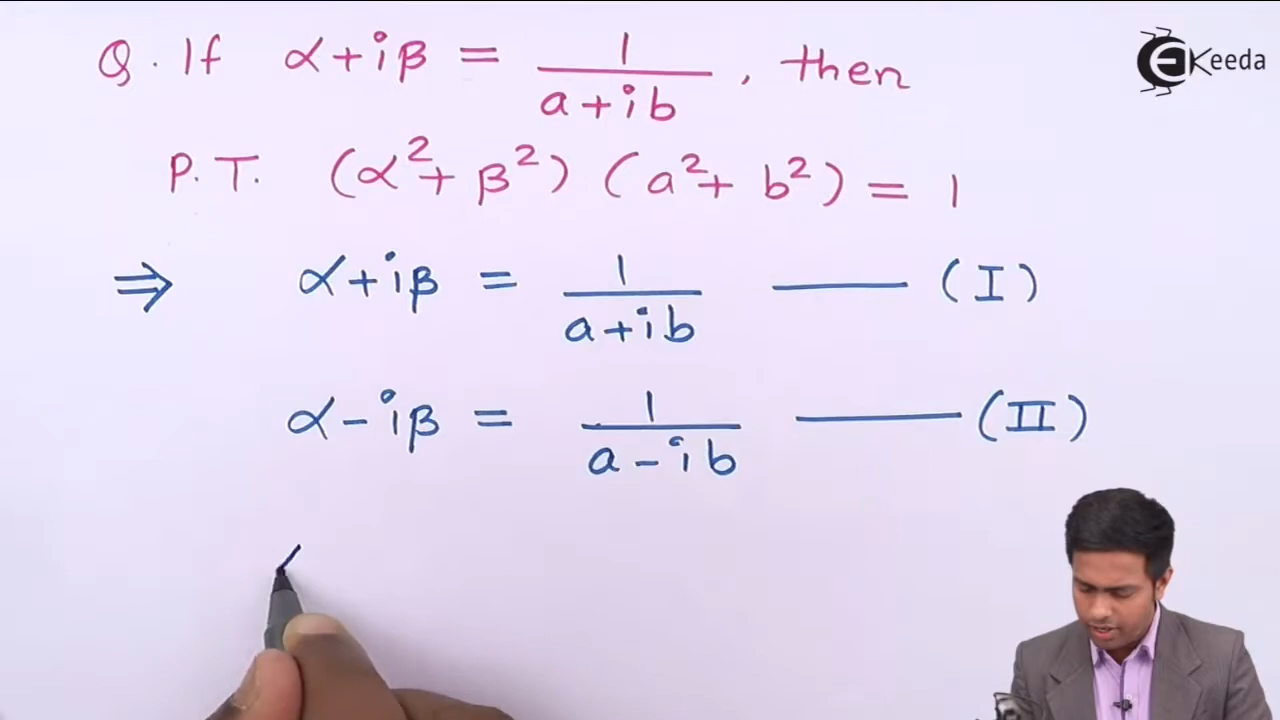 Q. If α+iβ = 1/(a+ib), then
P.T. (α²+β²) (a²+b²) = 1
⇒ α+iβ = 1/(a+ib) —— (I)
α-iβ = 1/(a-ib) —— (II)
Ekeeda